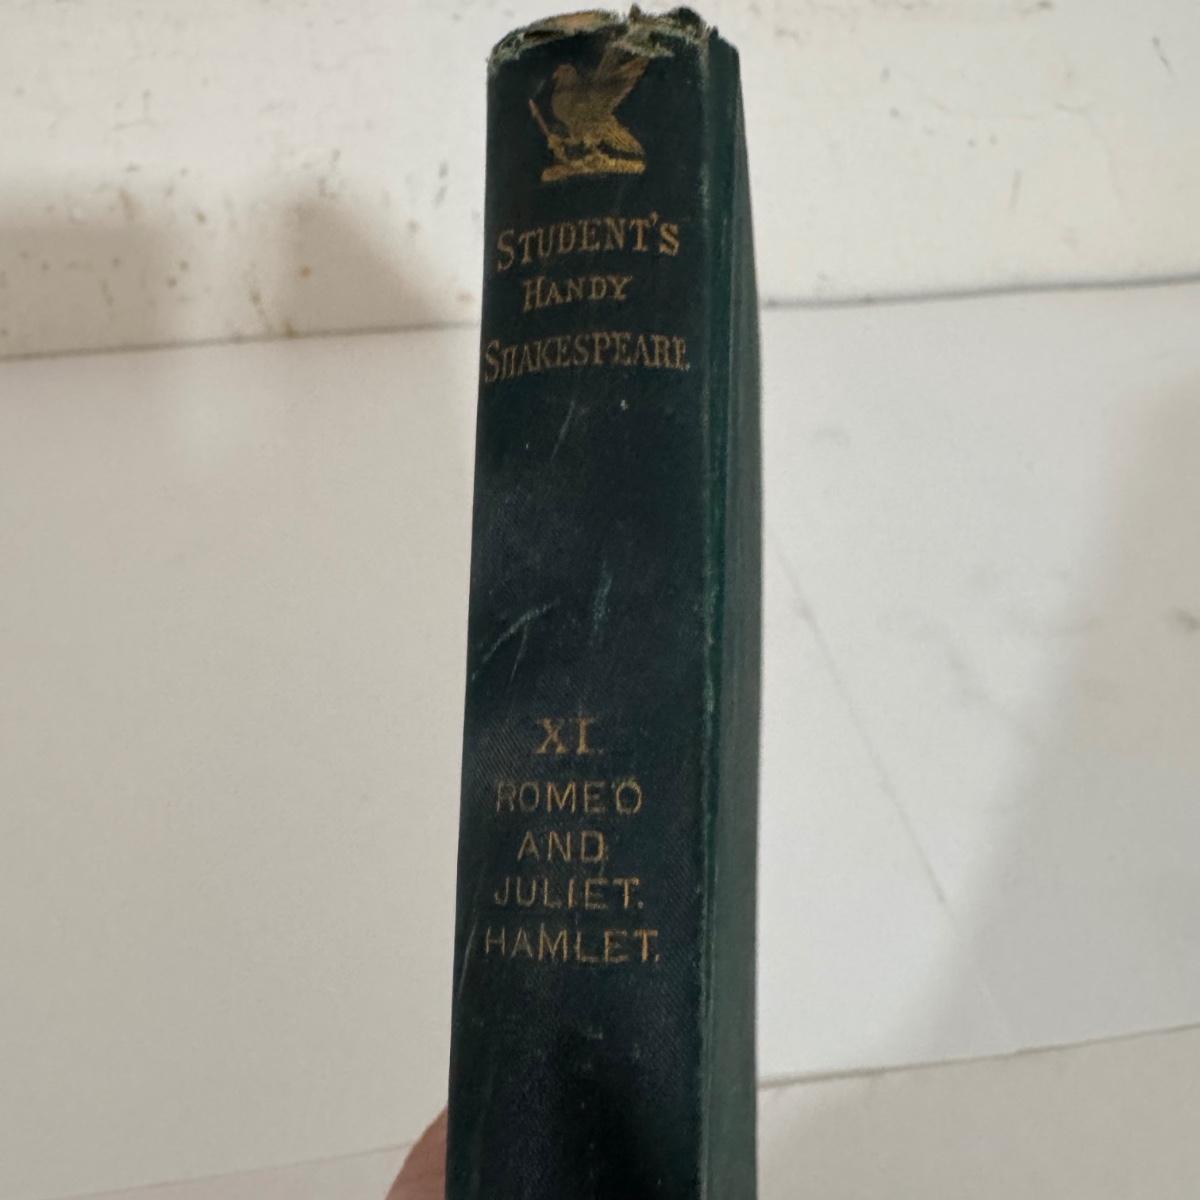 STUDENT'S
HANDY
SHAKESPEARE.
XI.
ROMEO
AND
JULIET.
HAMLET.